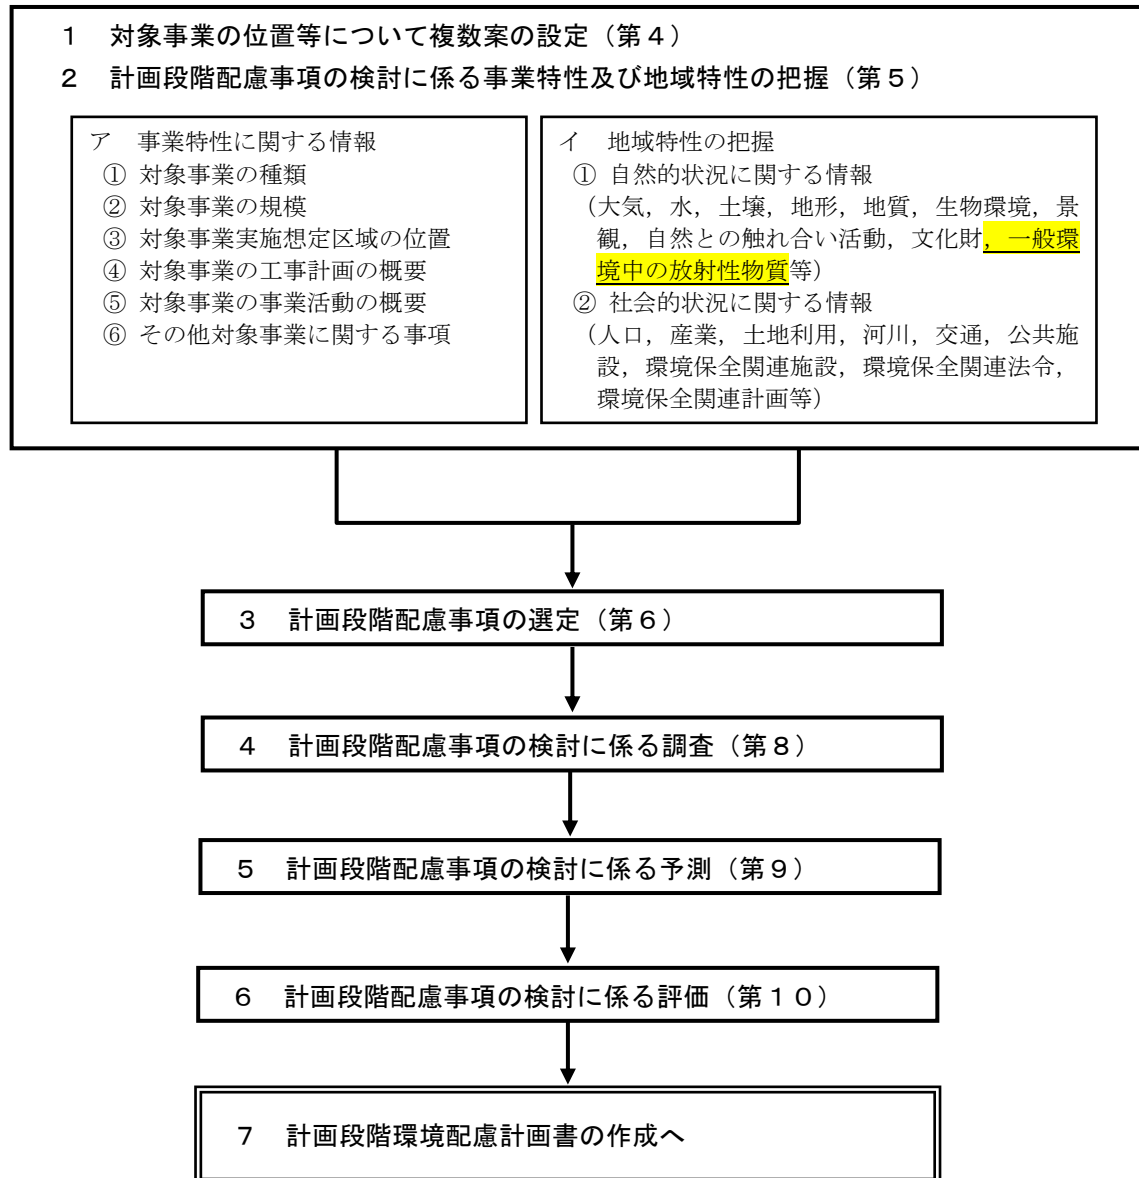 １　対象事業の位置等について複数案の設定（第４）
２　計画段階配慮事項の検討に係る事業特性及び地域特性の把握（第５）
ア　事業特性に関する情報
① 対象事業の種類
② 対象事業の規模
③ 対象事業実施想定区域の位置
④ 対象事業の工事計画の概要
⑤ 対象事業の事業活動の概要
⑥ その他対象事業に関する事項
イ　地域特性の把握
① 自然的状況に関する情報
（大気，水，土壌，地形，地質，生物環境，景
観，自然との触れ合い活動，文化財，一般環
境中の放射性物質等）
② 社会的状況に関する情報
（人口，産業，土地利用，河川，交通，公共施
設，環境保全関連施設，環境保全関連法令，
環境保全関連計画等）
３　計画段階配慮事項の選定（第６）
４　計画段階配慮事項の検討に係る調査（第８）
５　計画段階配慮事項の検討に係る予測（第９）
６　計画段階配慮事項の検討に係る評価（第１０）
７　計画段階環境配慮計画書の作成へ